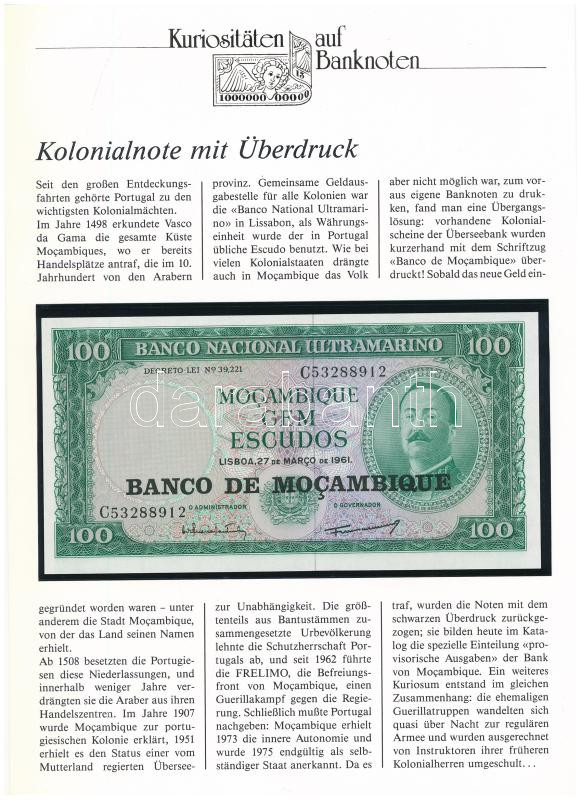 Kuriositäten auf
Banknoten
15
1000000 00000
Kolonialnote mit Überdruck
Seit den großen Entdeckungs-
fahrten gehörte Portugal zu den
wichtigsten Kolonialmächten.
Im Jahre 1498 erkundete Vasco
da Gama die gesamte Küste
Moçambiques, wo er bereits
Handelsplätze antraf, die im 10.
Jahrhundert von den Arabern
provinz. Gemeinsame Geldaus-
gabestelle für alle Kolonien war
die «Banco National Ultramari-
no» in Lissabon, als Währungs-
einheit wurde der in Portugal
übliche Escudo benutzt. Wie bei
vielen Kolonialstaaten drängte
auch in Moçambique das Volk
aber nicht möglich war, zum vor-
aus eigene Banknoten zu druk-
ken, fand man eine Übergangs-
lösung: vorhandene Kolonial-
scheine der Überseebank wurden
kurzerhand mit dem Schriftzug
«Banco de Moçambique» über-
druckt! Sobald das neue Geld ein-
100 BANCO NACIONAL ULTRAMARINO 100
DECRETO-LEI Nº 39,221 C53288912
MOÇAMBIQUE
CEM
ESCUDOS
LISBOA, 27 DE MARÇO DE 1961.
BANCO DE MOÇAMBIQUE
C53288912 O ADMINISTRADOR O GOVERNADOR
100 100
darabanth
gegründet worden waren – unter
anderem die Stadt Moçambique,
von der das Land seinen Namen
erhielt.
Ab 1508 besetzten die Portugie-
sen diese Niederlassungen, und
innerhalb weniger Jahre ver-
drängten sie die Araber aus ihren
Handelszentren. Im Jahre 1907
wurde Moçambique zur portu-
giesischen Kolonie erklärt, 1951
erhielt es den Status einer vom
Mutterland regierten Übersee-
zur Unabhängigkeit. Die größ-
tenteils aus Bantustämmen zu-
sammengesetzte Urbevölkerung
lehnte die Schutzherrschaft Por-
tugals ab, und seit 1962 führte
die FRELIMO, die Befreiungs-
front von Moçambique, einen
Guerillakampf gegen die Regie-
rung. Schließlich mußte Portugal
nachgeben: Moçambique erhielt
1973 die innere Autonomie und
wurde 1975 endgültig als selb-
ständiger Staat anerkannt. Da es
traf, wurden die Noten mit dem
schwarzen Überdruck zurückge-
zogen; sie bilden heute im Kata-
log die spezielle Einteilung «pro-
visorische Ausgaben» der Bank
von Moçambique. Ein weiteres
Kuriosum entstand im gleichen
Zusammenhang: die ehemaligen
Guerillatruppen wandelten sich
quasi über Nacht zur regulären
Armee und wurden ausgerechnet
von Instruktoren ihrer früheren
Kolonialherren umgeschult...